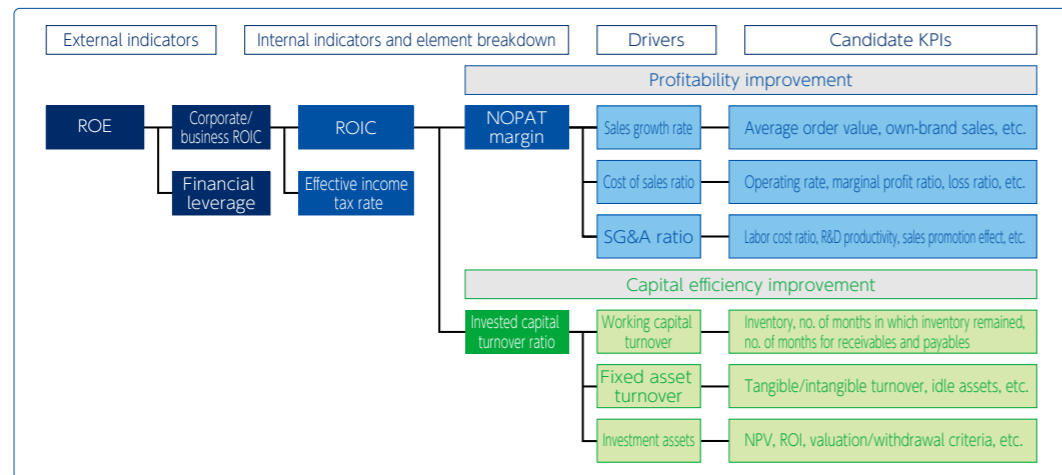 External indicators
Internal indicators and element breakdown
Drivers
Candidate KPIs
Profitability improvement
ROE
Corporate/
business ROIC
ROIC
NOPAT
margin
Sales growth rate
Average order value, own-brand sales, etc.
Financial
leverage
Effective income
tax rate
Cost of sales ratio
Operating rate, marginal profit ratio, loss ratio, etc.
SG&A ratio
Labor cost ratio, R&D productivity, sales promotion effect, etc.
Capital efficiency improvement
Invested capital
turnover ratio
Working capital
turnover
Inventory, no. of months in which inventory remained,
no. of months for receivables and payables
Fixed asset
turnover
Tangible/intangible turnover, idle assets, etc.
Investment assets
NPV, ROI, valuation/withdrawal criteria, etc.